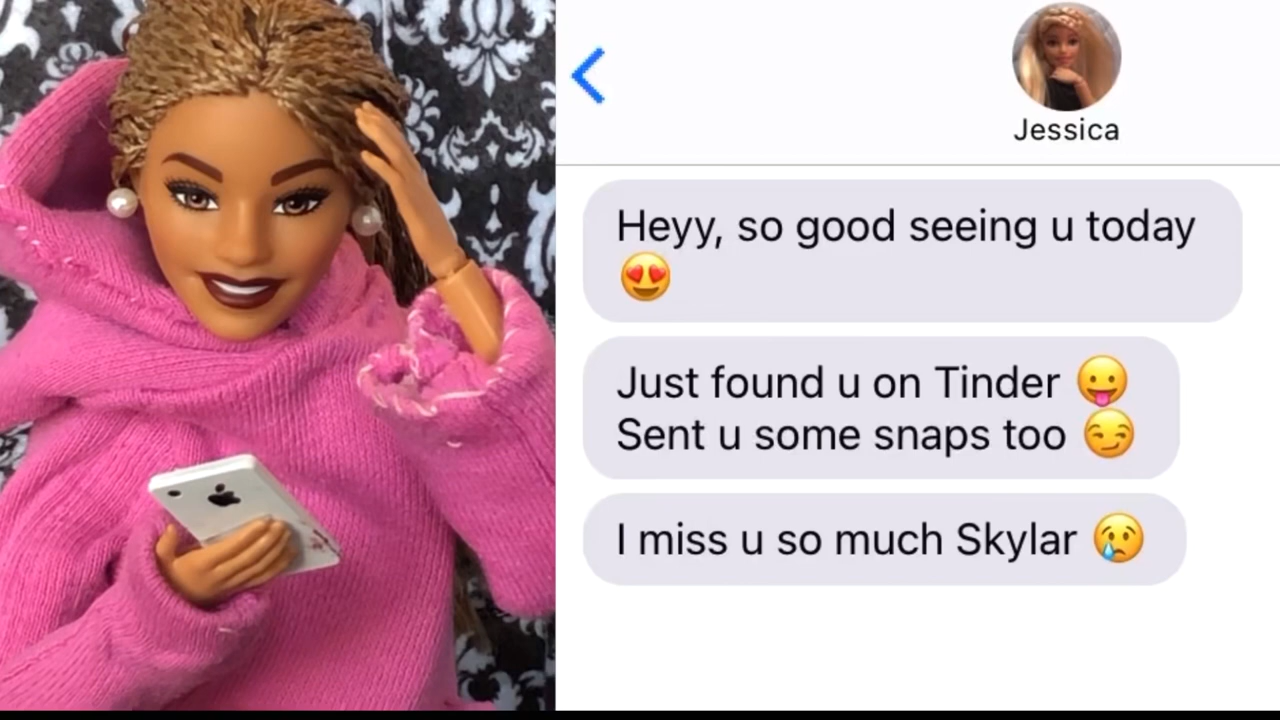 Jessica
Heyy, so good seeing u today
😍
Just found u on Tinder 😛
Sent u some snaps too 😏
I miss u so much Skylar 😢